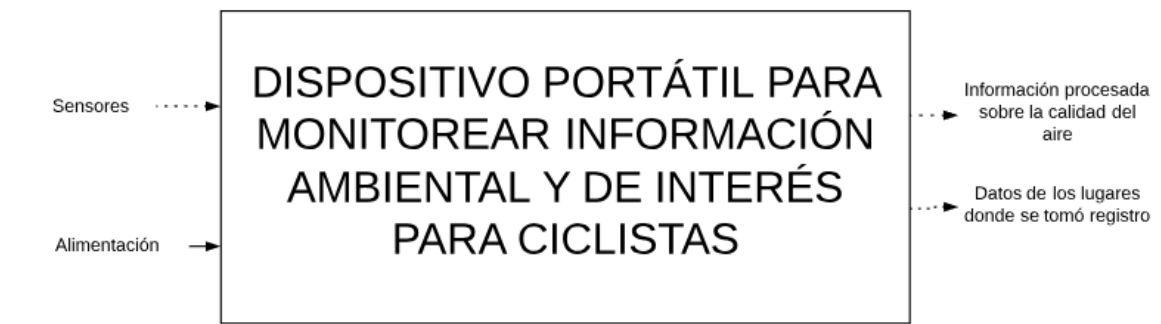 Sensores
Alimentación
DISPOSITIVO PORTÁTIL PARA
MONITOREAR INFORMACIÓN
AMBIENTAL Y DE INTERÉS
PARA CICLISTAS
Información procesada
sobre la calidad del
aire
Datos de los lugares
donde se tomó registro